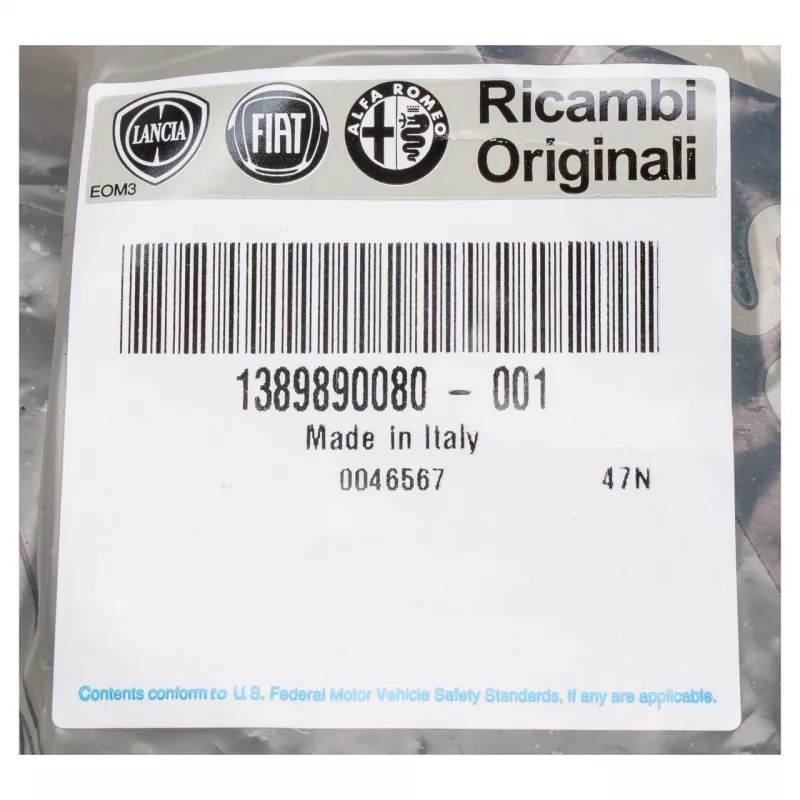 LANCIA
FIAT
ALFA ROMEO
Ricambi
Originali
EOM3
1389890080 - 001
Made in Italy
0046567 47N
Contents conform to U.S. Federal Motor Vehicle Safety Standards, if any are applicable.